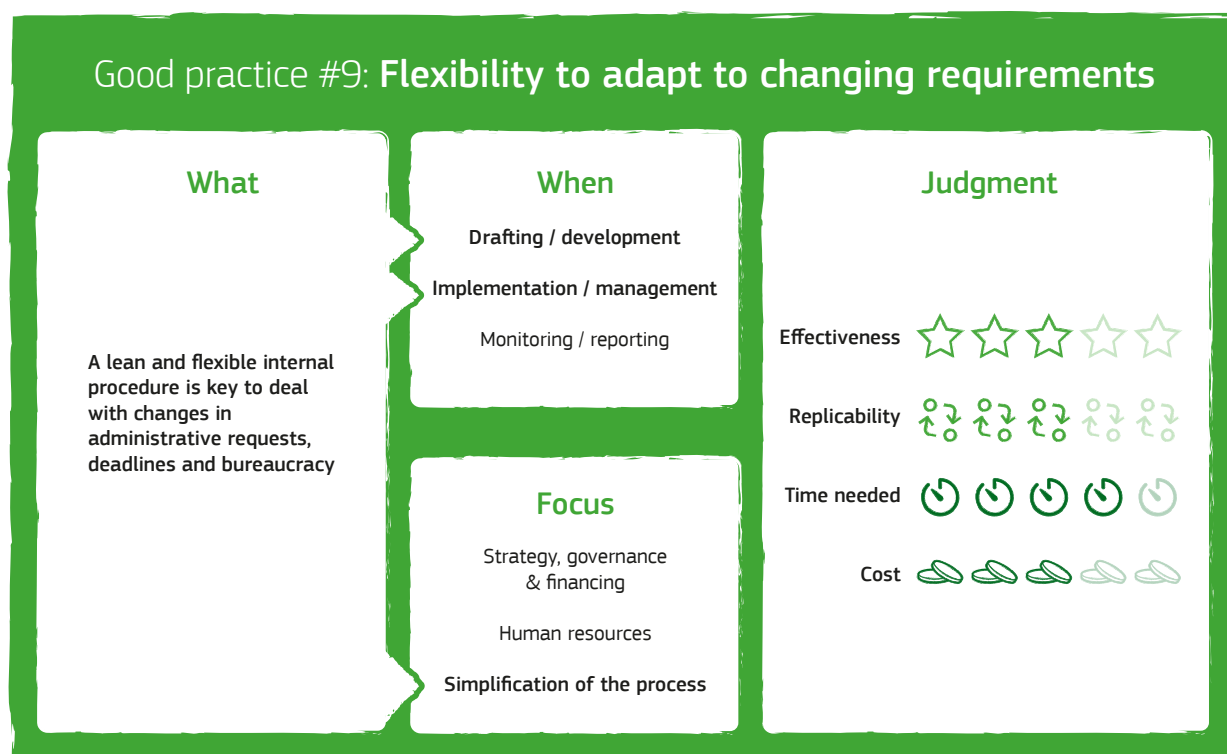 Good practice #9: Flexibility to adapt to changing requirements
What
A lean and flexible internal
procedure is key to deal
with changes in
administrative requests,
deadlines and bureaucracy
When
Drafting / development
Implementation / management
Monitoring / reporting
Focus
Strategy, governance
& financing
Human resources
Simplification of the process
Judgment
Effectiveness
Replicability
Time needed
Cost